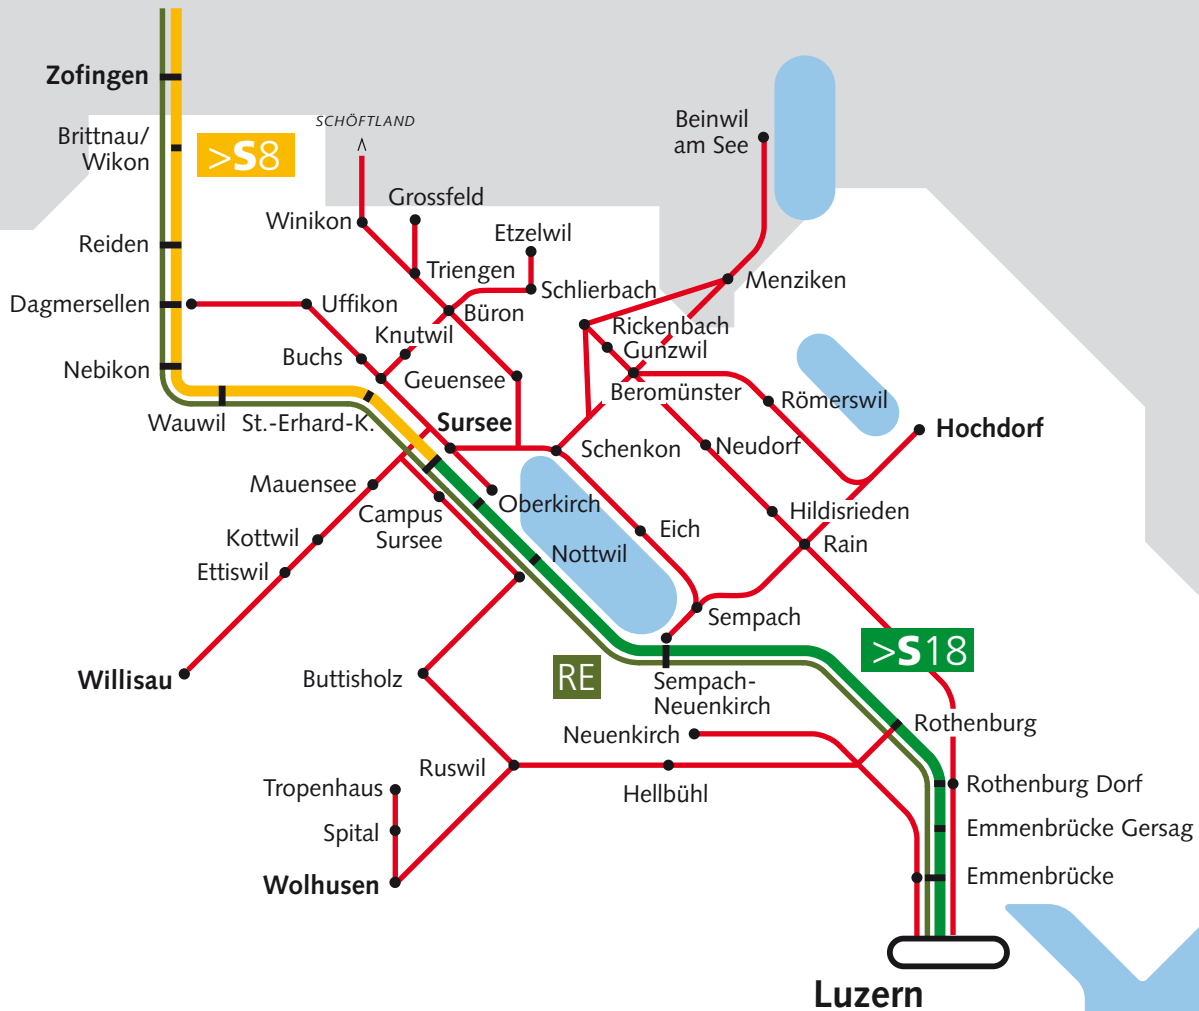 Zofingen
Brittnau/
Wikon
>S8
SCHÖFTLAND
Beinwil
am See
Grossfeld
Winikon
Etzelwil
Reiden
Triengen
Menziken
Dagmersellen
Uffikon
Schlierbach
Büron
Knutwil
Rickenbach
Buchs
Gunzwil
Nebikon
Geuensee
Beromünster
Römerswil
Wauwil
St.-Erhard-K.
Sursee
Hochdorf
Schenkon
Neudorf
Mauensee
Oberkirch
Campus
Sursee
Hildisrieden
Kottwil
Eich
Rain
Nottwil
Ettiswil
Sempach
>S18
Willisau
Buttisholz
RE
Sempach-
Neuenkirch
Rothenburg
Neuenkirch
Ruswil
Hellbühl
Tropenhaus
Rothenburg Dorf
Spital
Emmenbrücke Gersag
Wolhusen
Emmenbrücke
Luzern